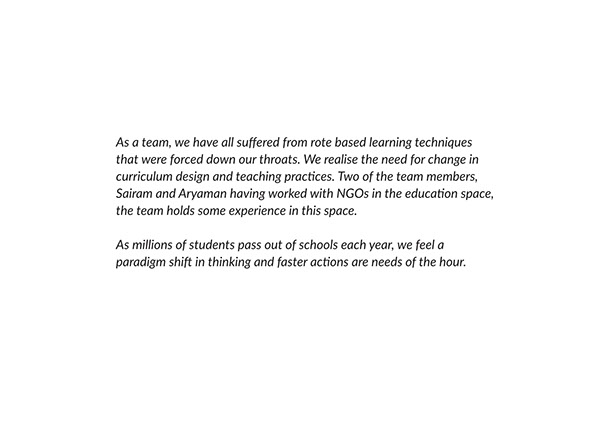 As a team, we have all suffered from rote based learning techniques
that were forced down our throats. We realise the need for change in
curriculum design and teaching practices. Two of the team members,
Sairam and Aryaman having worked with NGOs in the education space,
the team holds some experience in this space.
As millions of students pass out of schools each year, we feel a
paradigm shift in thinking and faster actions are needs of the hour.